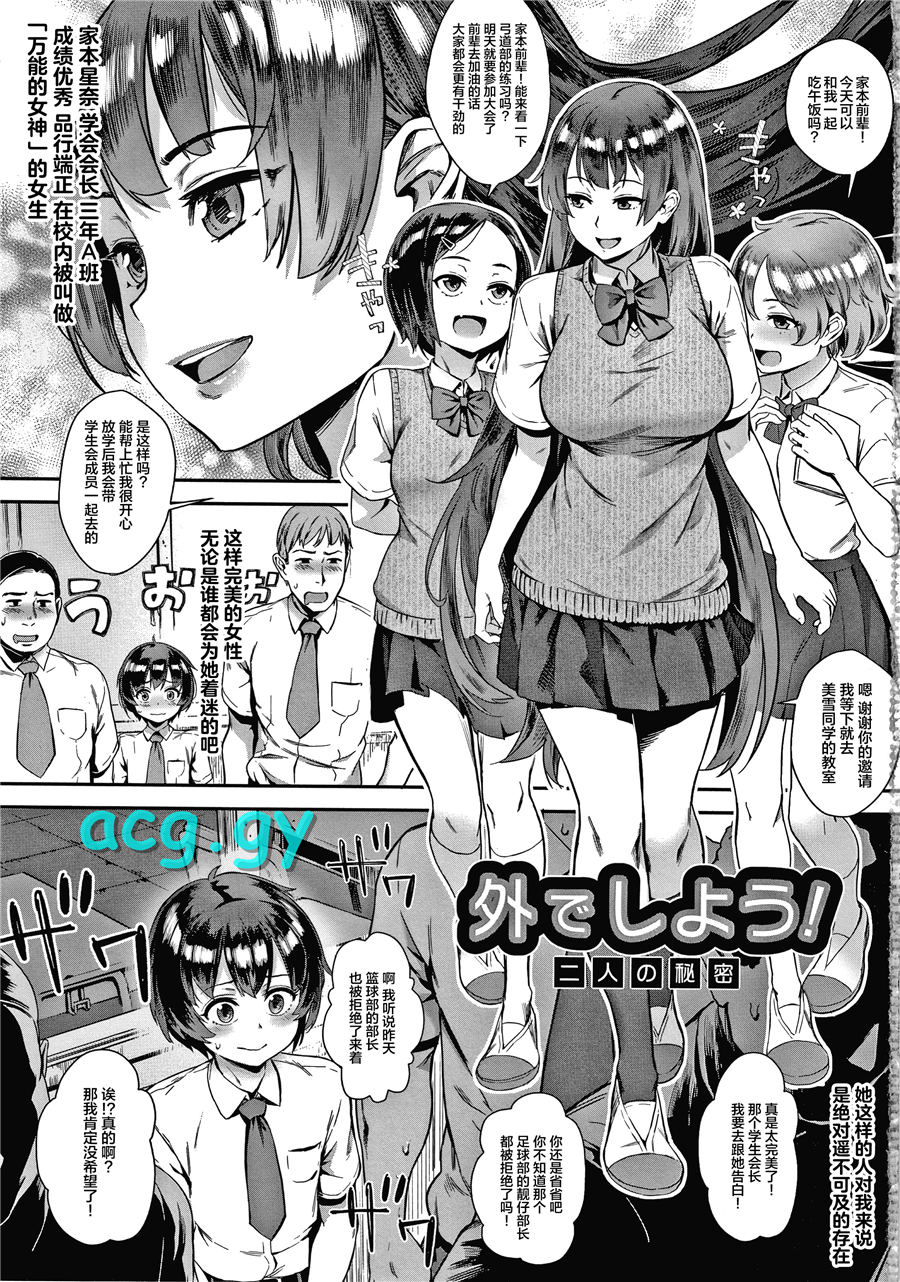 家本前辈！
今天可以
和我一起
吃午饭吗？
家本前辈！能来看一下
弓道部的练习吗？
明天就要参加大会了
前辈去加油的话
大家都会更有干劲的
家本星奈 学会会长 三年A班
成绩优秀 品行端正 在校内被叫做
「万能的女神」的女生
きゃー
きゃっ
是这样吗？
能帮上忙我很开心
放学后我会带
学生会成员一起去的
嗯 谢谢你的邀请
我等下就去
美雪同学的教室
おおう
这样完美的女性
无论是谁都会为她着迷的吧
acg.gy
外でしよう！
二人の秘密
ザワ
ザワ
真是太完美了！
那个学生会长
我要去跟她告白！
你还是省省吧
你不知道那个
足球部的靓仔部长
都被拒绝了吗！
啊 我听说昨天
篮球部的部长
也被拒绝了来着
诶！？真的啊？
那我肯定没希望了！
她这样的人对我来说
是绝对遥不可及的存在